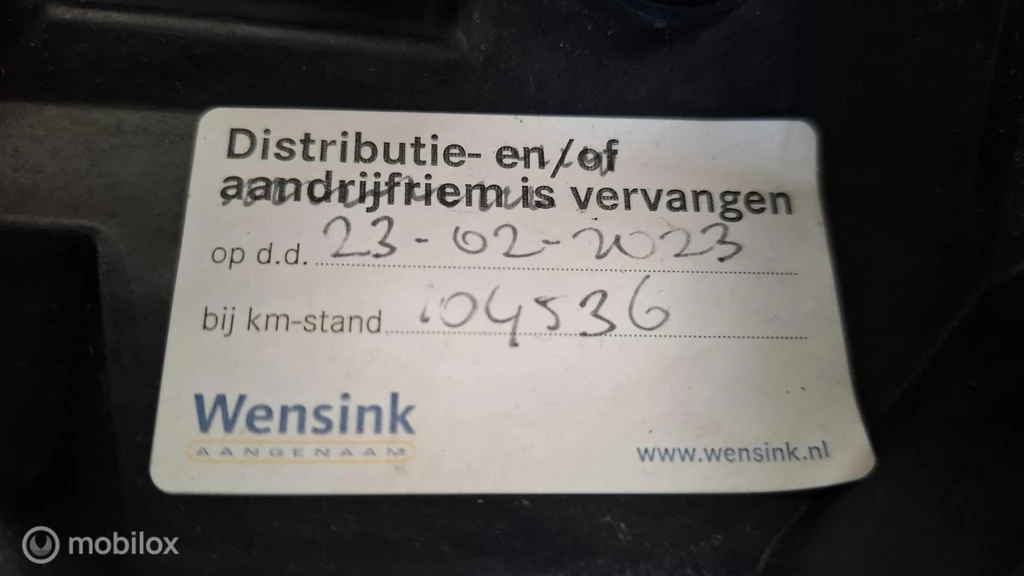 Distributie- en/of
aandrijfriem is vervangen
op d.d. 23-02-2023
bij km-stand 104536
Wensink
AANGENAAM
www.wensink.nl
mobilox